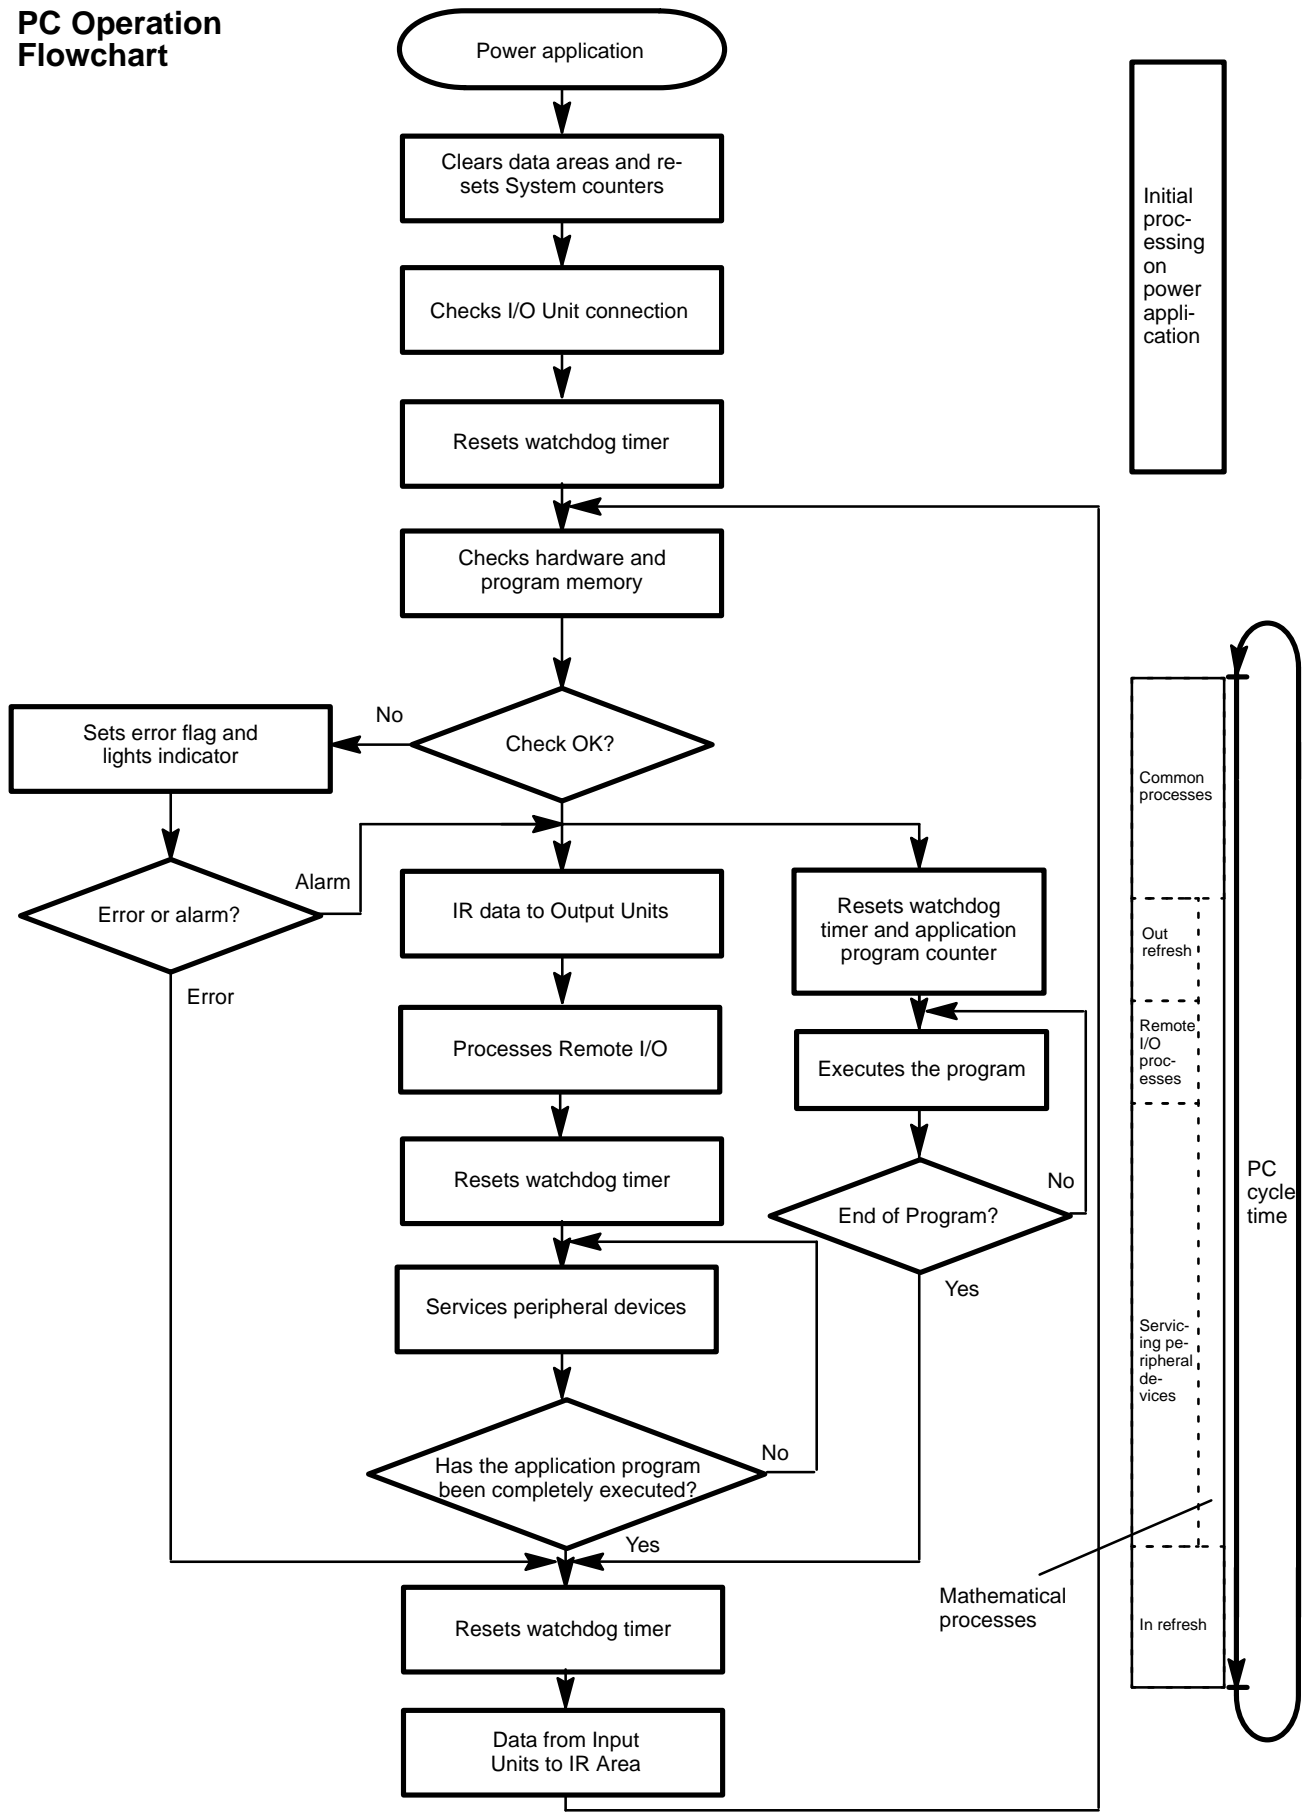 PC Operation
Flowchart
Power application
Clears data areas and re-
sets System counters
Checks I/O Unit connection
Resets watchdog timer
Checks hardware and
program memory
Check OK?
No
Sets error flag and
lights indicator
Error or alarm?
Alarm
Error
IR data to Output Units
Processes Remote I/O
Resets watchdog timer
Services peripheral devices
Has the application program
been completely executed?
No
Yes
Resets watchdog
timer and application
program counter
Executes the program
End of Program?
No
Yes
Resets watchdog timer
Data from Input
Units to IR Area
Initial
proc-
essing
on
power
appli-
cation
Common
processes
Out
refresh
Remote
I/O
proc-
esses
Servic-
ing pe-
ripheral
de-
vices
In refresh
Mathematical
processes
PC
cycle
time